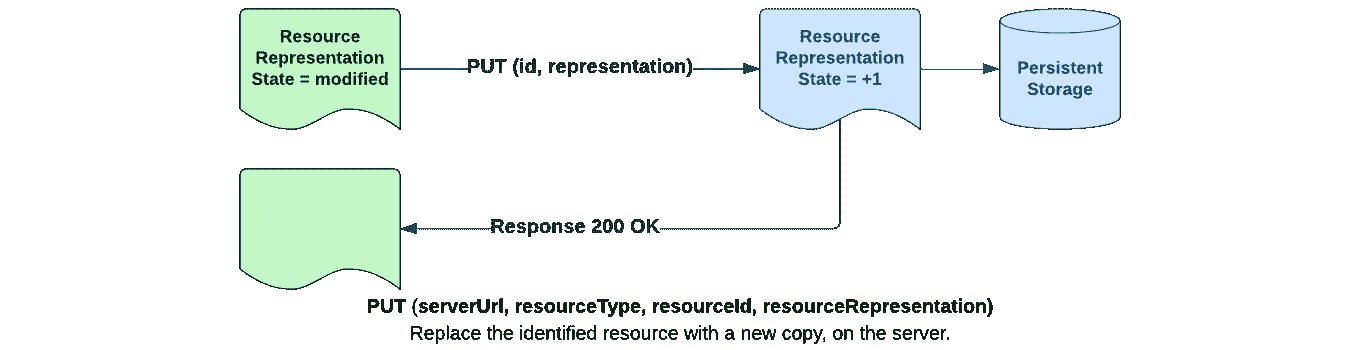 Resource
Representation
State = modified
PUT (id, representation)
Resource
Representation
State = +1
Persistent
Storage
Response 200 OK
PUT (serverUrl, resourceType, resourceId, resourceRepresentation)
Replace the identified resource with a new copy, on the server.